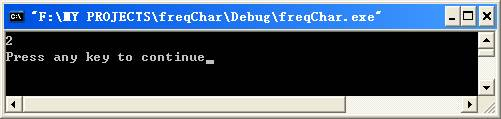 "F:\MY PROJECTS\freqChar\Debug\freqChar.exe"
2
Press any key to continue